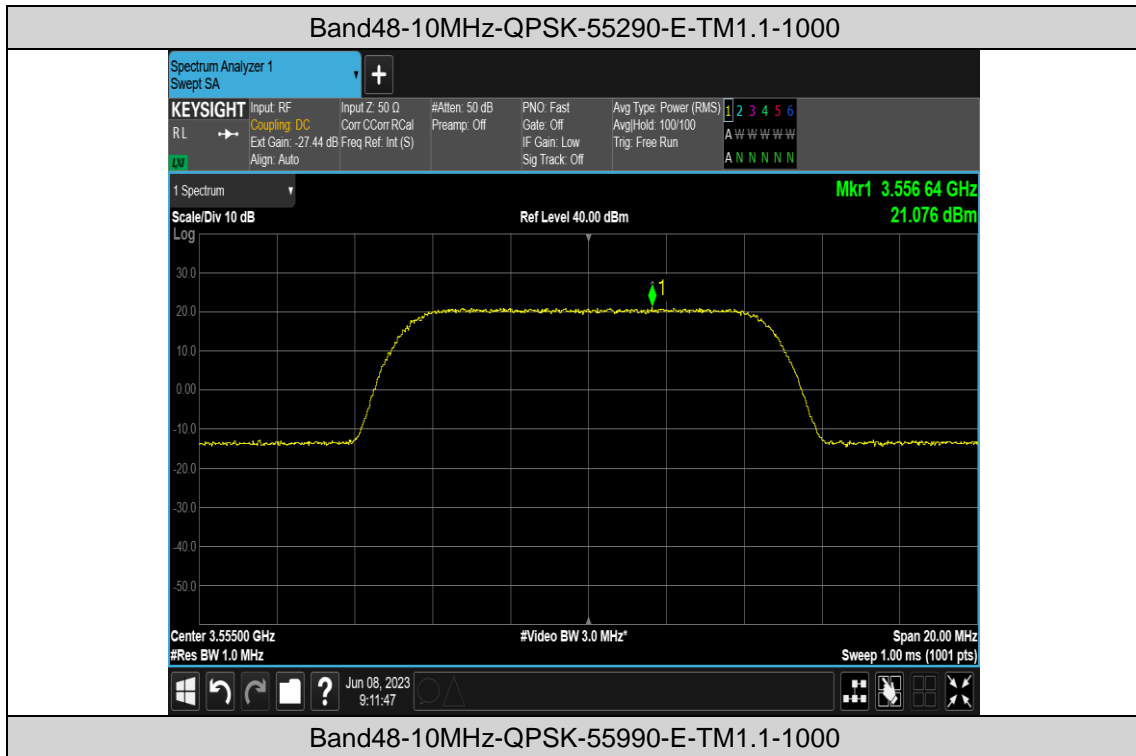 Band48-10MHz-QPSK-55290-E-TM1.1-1000
Spectrum Analyzer 1
Swept SA
+
KEYSIGHT
RL
LXI
Input: RF
Coupling: DC
Ext Gain: -27.44 dB
Align: Auto
Input Z: 50 Ω
Corr CCorr RCal
Freq Ref: Int (S)
#Atten: 50 dB
Preamp: Off
PNO: Fast
Gate: Off
IF Gain: Low
Sig Track: Off
Avg Type: Power (RMS)
Avg|Hold: 100/100
Trig: Free Run
1 2 3 4 5 6
A W W W W W
A N N N N N
1 Spectrum
Mkr1 3.556 64 GHz
Scale/Div 10 dB
Ref Level 40.00 dBm
21.076 dBm
Log
30.0
1
20.0
10.0
0.00
-10.0
-20.0
-30.0
-40.0
-50.0
Center 3.55500 GHz
#Video BW 3.0 MHz*
Span 20.00 MHz
#Res BW 1.0 MHz
Sweep 1.00 ms (1001 pts)
?
Jun 08, 2023
9:11:47
Band48-10MHz-QPSK-55990-E-TM1.1-1000